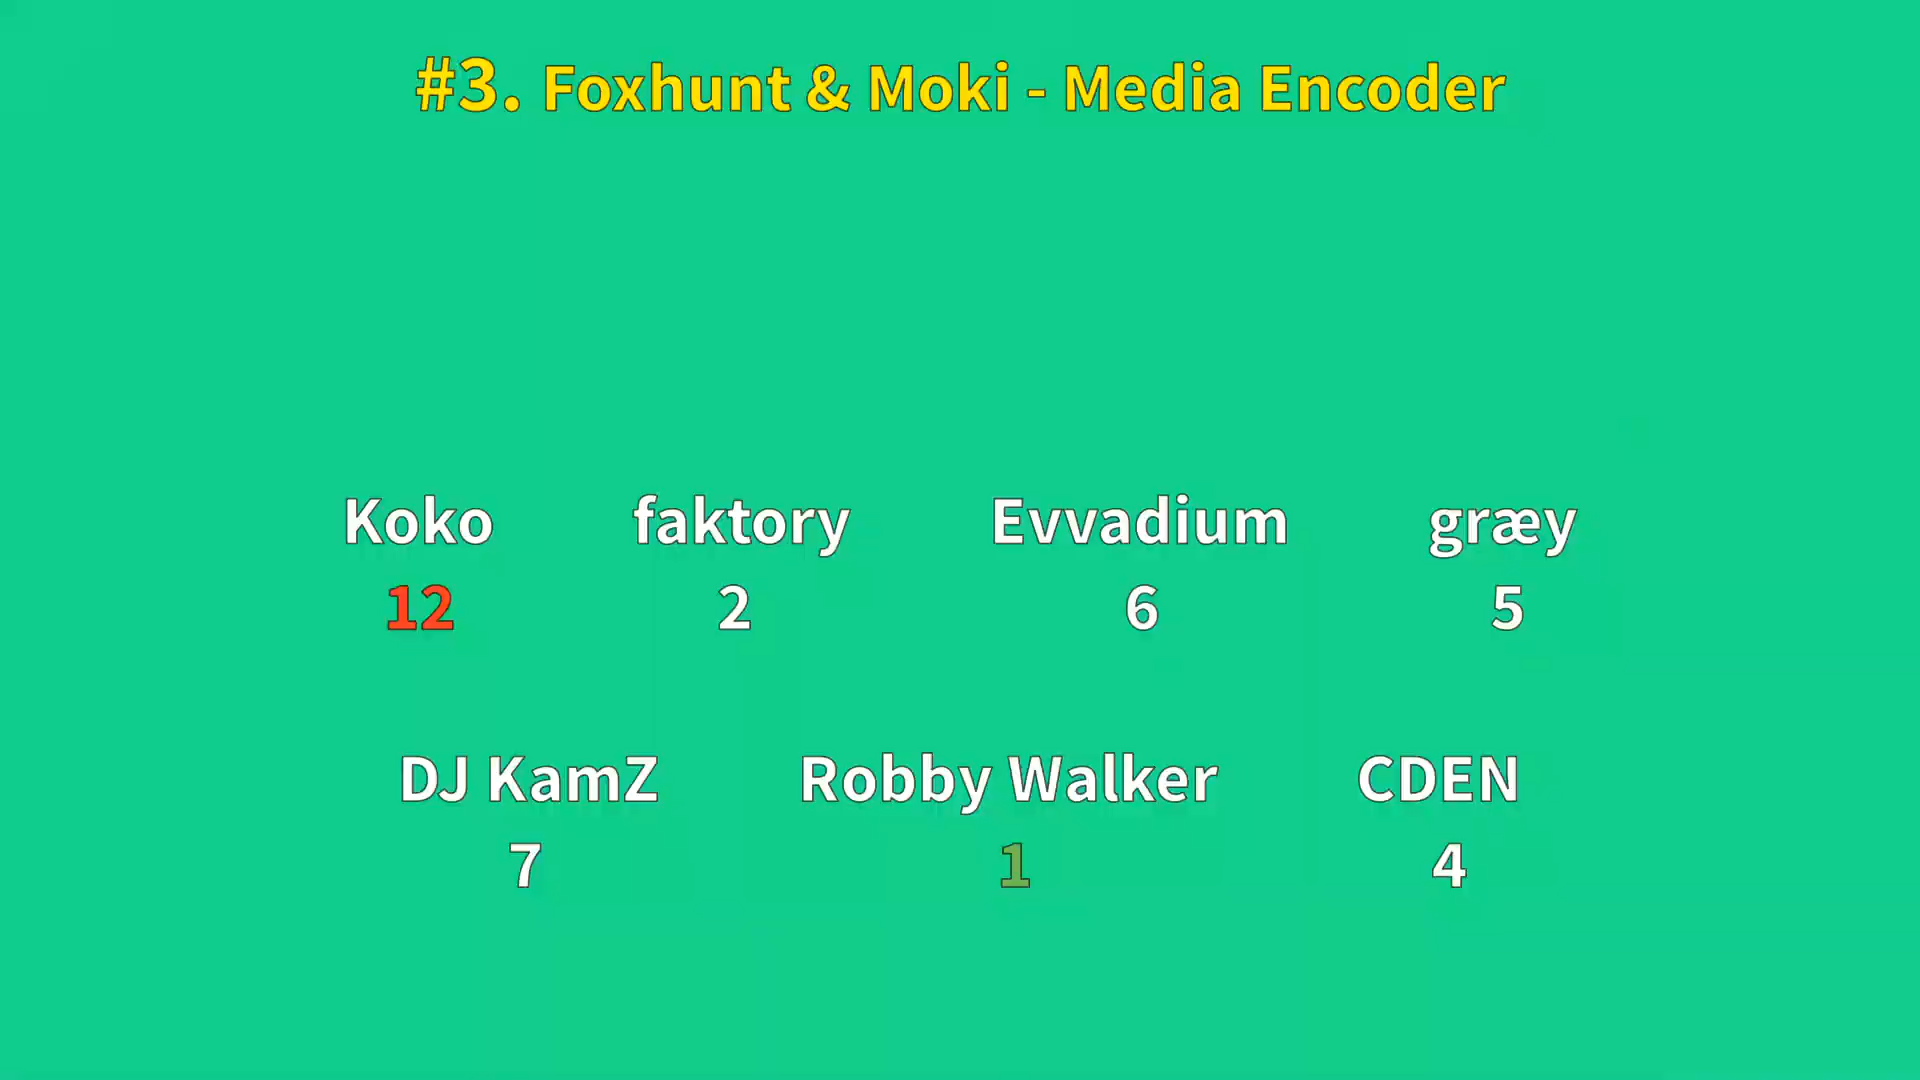 #3. Foxhunt & Moki - Media Encoder
Koko faktory Evvadium græy
12 2 6 5
DJ KamZ Robby Walker CDEN
7 1 4